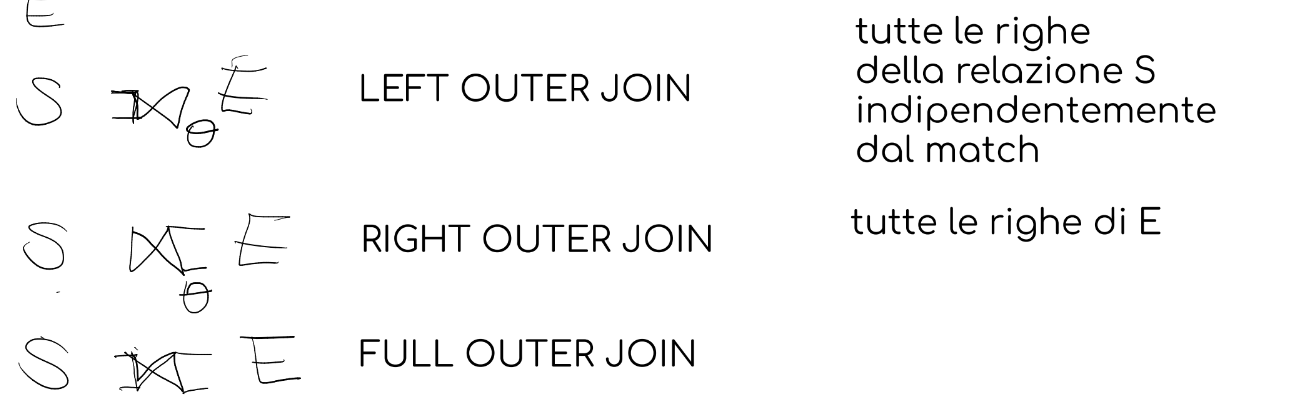 E
S ⟕θ E LEFT OUTER JOIN
tutte le righe
della relazione S
indipendentemente
dal match
S ⟖θ E RIGHT OUTER JOIN
tutte le righe di E
S ⟗ E FULL OUTER JOIN